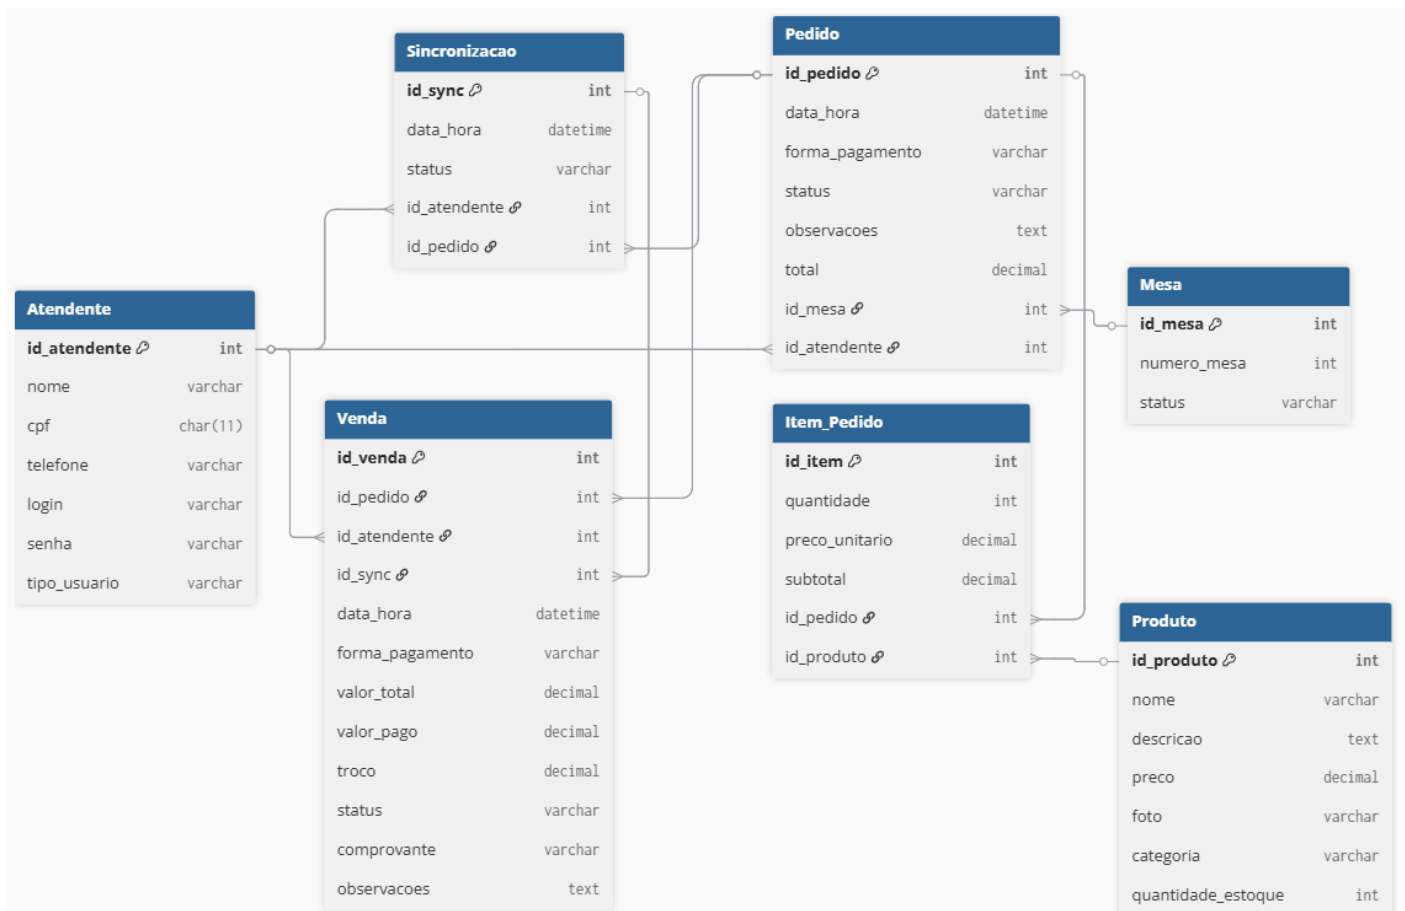 Sincronizacao
id_sync int
data_hora datetime
status varchar
id_atendente int
id_pedido int
Pedido
id_pedido int
data_hora datetime
forma_pagamento varchar
status varchar
observacoes text
total decimal
id_mesa int
id_atendente int
Mesa
id_mesa int
numero_mesa int
status varchar
Atendente
id_atendente int
nome varchar
cpf char(11)
telefone varchar
login varchar
senha varchar
tipo_usuario varchar
Venda
id_venda int
id_pedido int
id_atendente int
id_sync int
data_hora datetime
forma_pagamento varchar
valor_total decimal
valor_pago decimal
troco decimal
status varchar
comprovante varchar
observacoes text
Item_Pedido
id_item int
quantidade int
preco_unitario decimal
subtotal decimal
id_pedido int
id_produto int
Produto
id_produto int
nome varchar
descricao text
preco decimal
foto varchar
categoria varchar
quantidade_estoque int